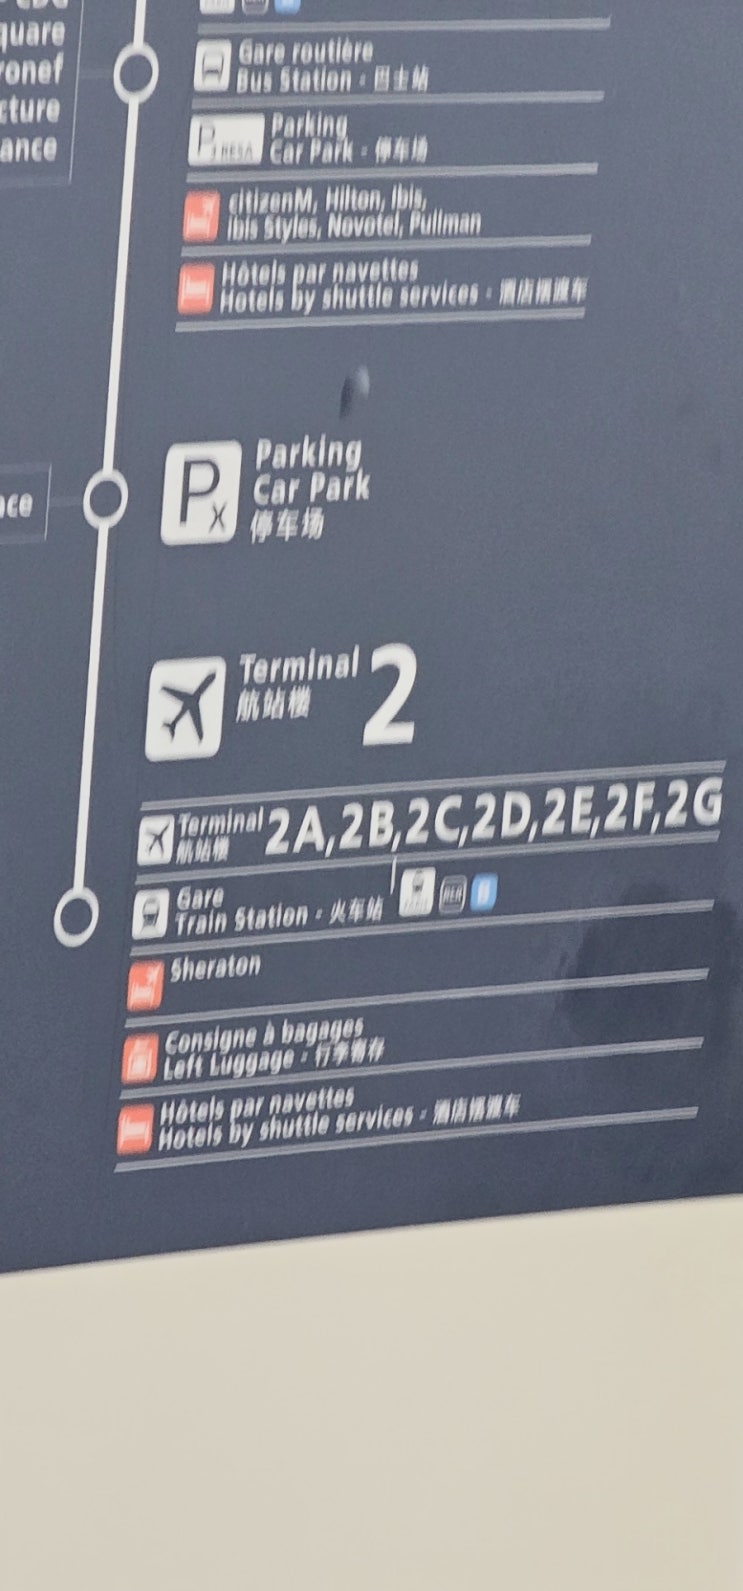 quare
ronef
cture
ance
Gare routière
Bus Station • 巴士站
Parking
Car Park • 停车场
citizenM, Hilton, Ibis,
Ibis Styles, Novotel, Pullman
Hôtels par navettes
Hotels by shuttle services • 酒店摆渡车
nce
Px
Parking
Car Park
停车场
Terminal 2
航站楼
Terminal 2A,2B,2C,2D,2E,2F,2G
航站楼
Gare
Train Station • 火车站 RER B
Sheraton
Consigne à bagages
Left Luggage • 行李寄存
Hôtels par navettes
Hotels by shuttle services • 酒店摆渡车